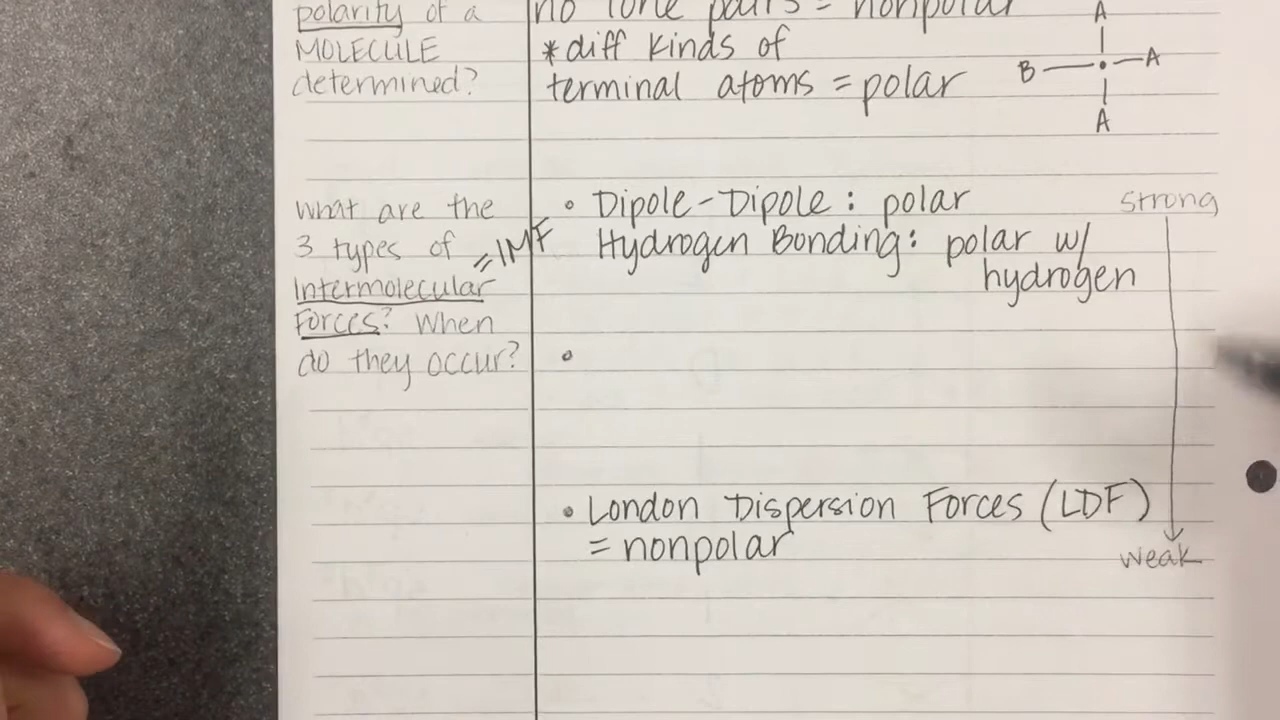 polarity of a
MOLECULE
determined?
no lone pairs = nonpolar
* diff kinds of
terminal atoms = polar
A
B A
A
What are the
3 types of = IMF
Intermolecular
Forces? When
do they occur?
• Dipole-Dipole: polar
Hydrogen Bonding: polar w/
hydrogen
•
• London Dispersion Forces (LDF)
= nonpolar
Strong
Weak